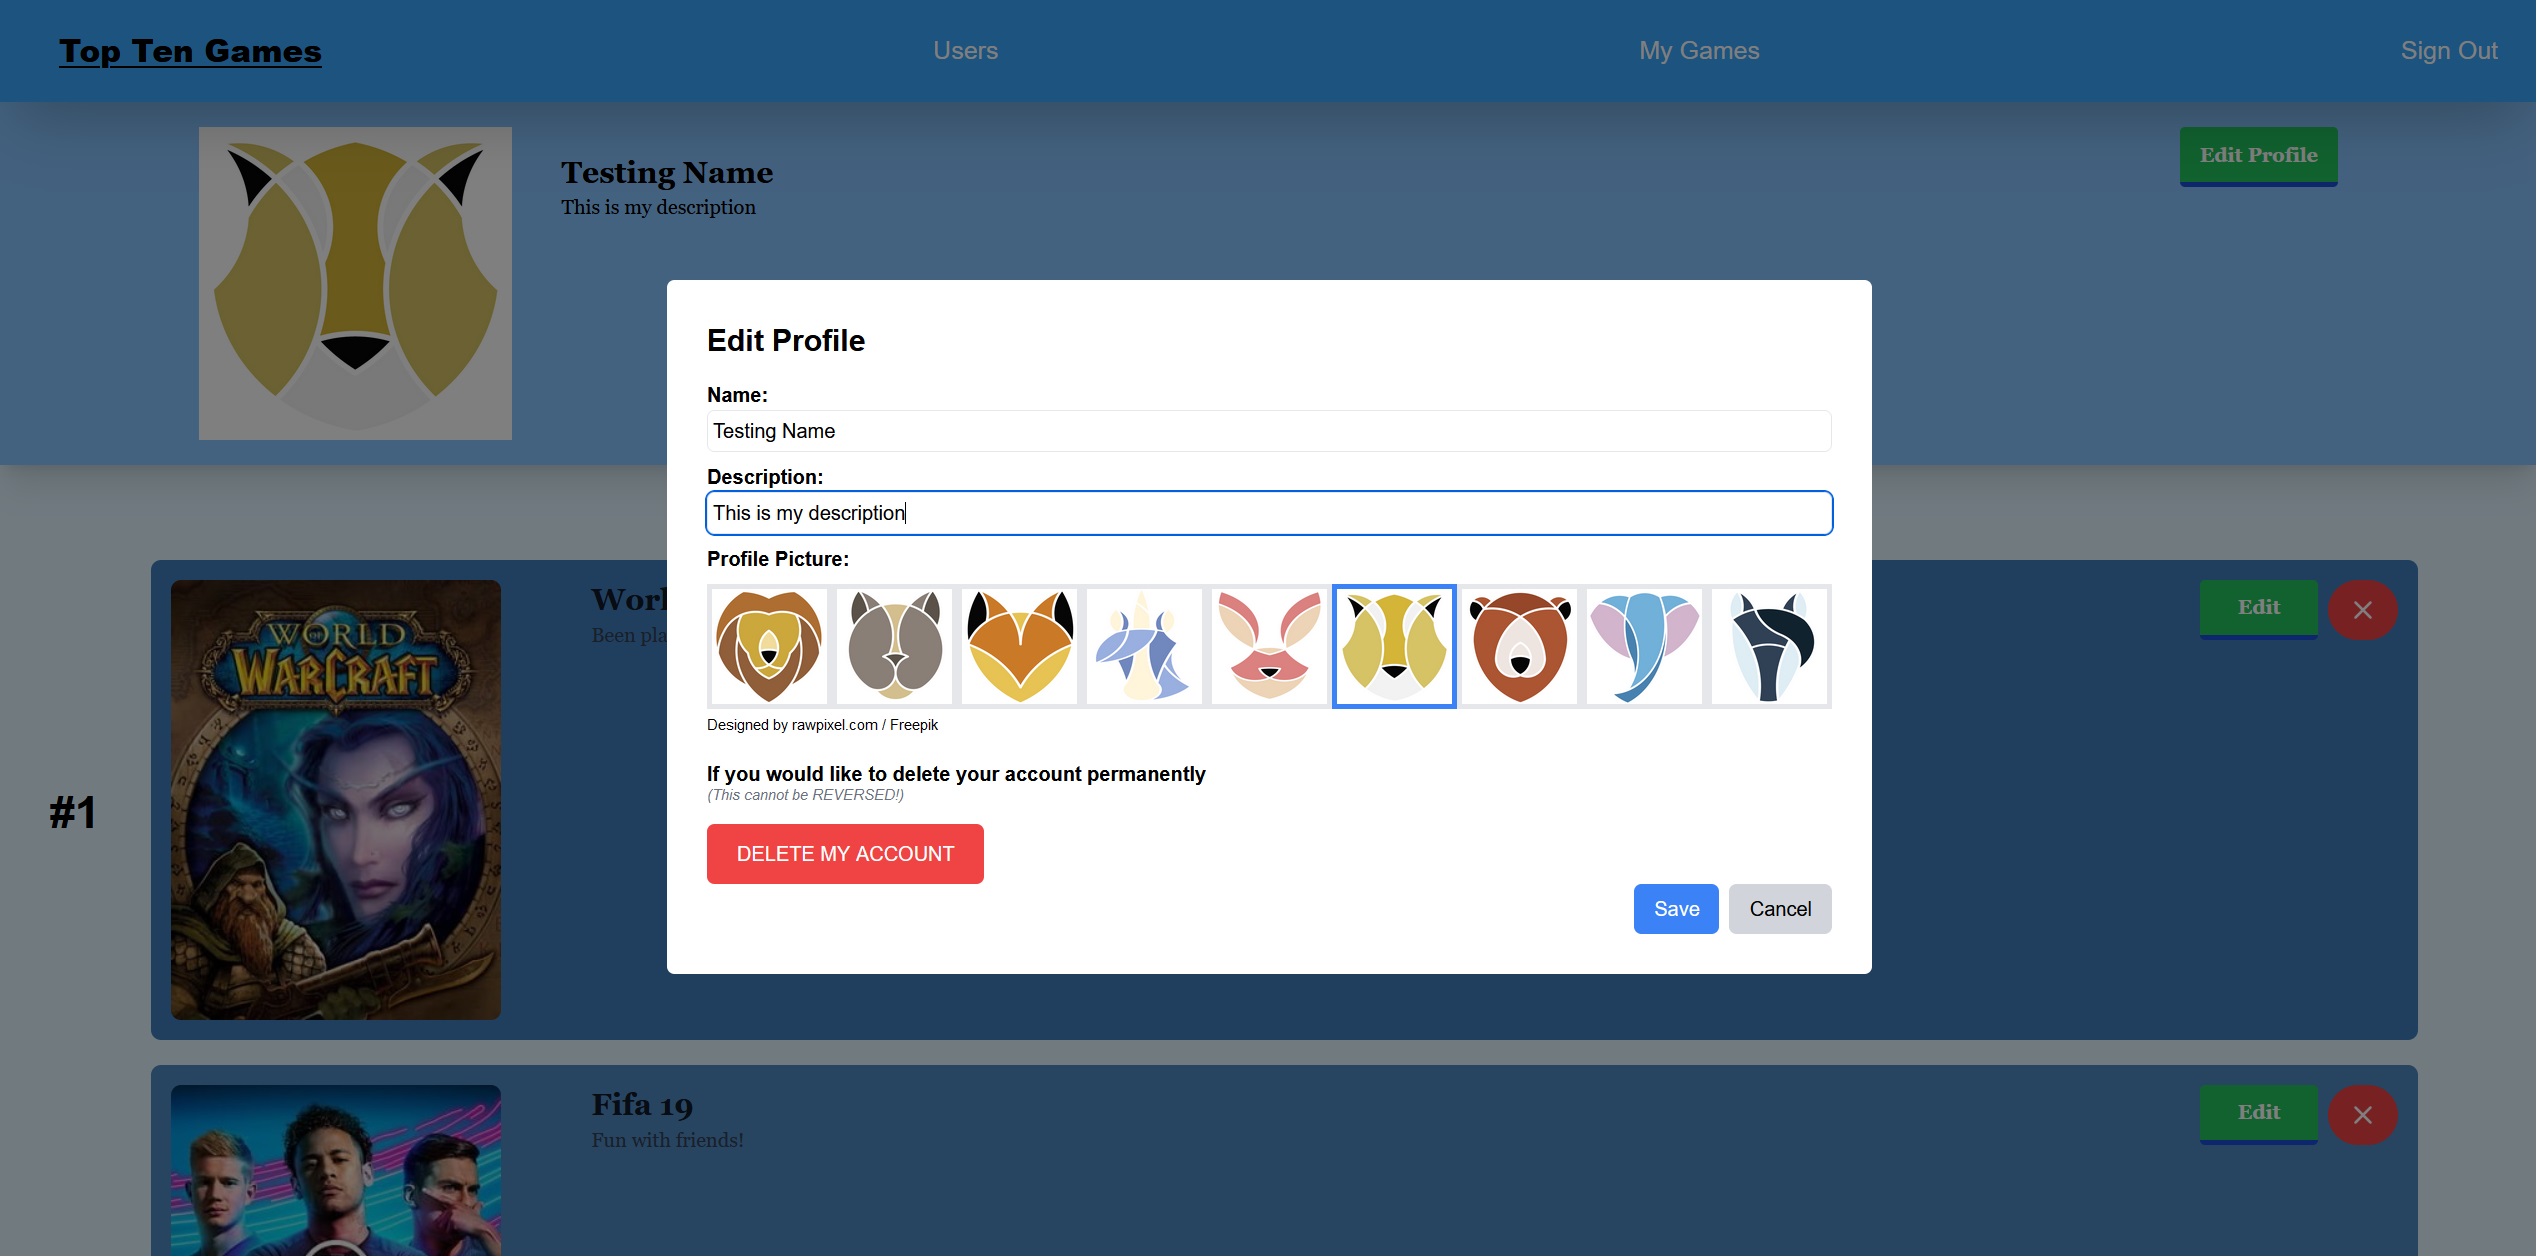 Top Ten Games
Users
My Games
Sign Out
Testing Name
This is my description
Edit Profile
Edit Profile
Name:
Testing Name
Description:
This is my description
Profile Picture:
Designed by rawpixel.com / Freepik
If you would like to delete your account permanently
(This cannot be REVERSED!)
DELETE MY ACCOUNT
Save
Cancel
#1
WORLD
OF
WARCRAFT
Worl
Been pla
Edit
Fifa 19
Fun with friends!
Edit